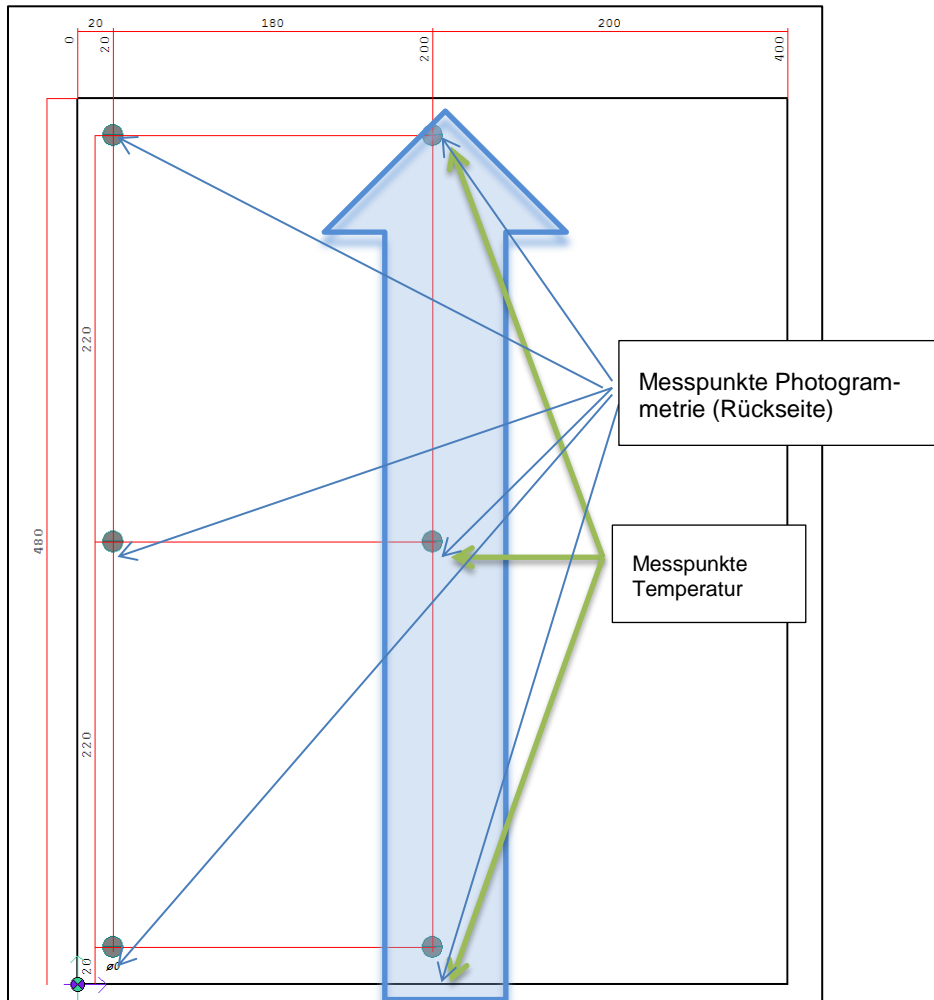 20 180 200
0 20 200 400
220
Messpunkte Photogram-
metrie (Rückseite)
480
Messpunkte
Temperatur
220
20
ø0